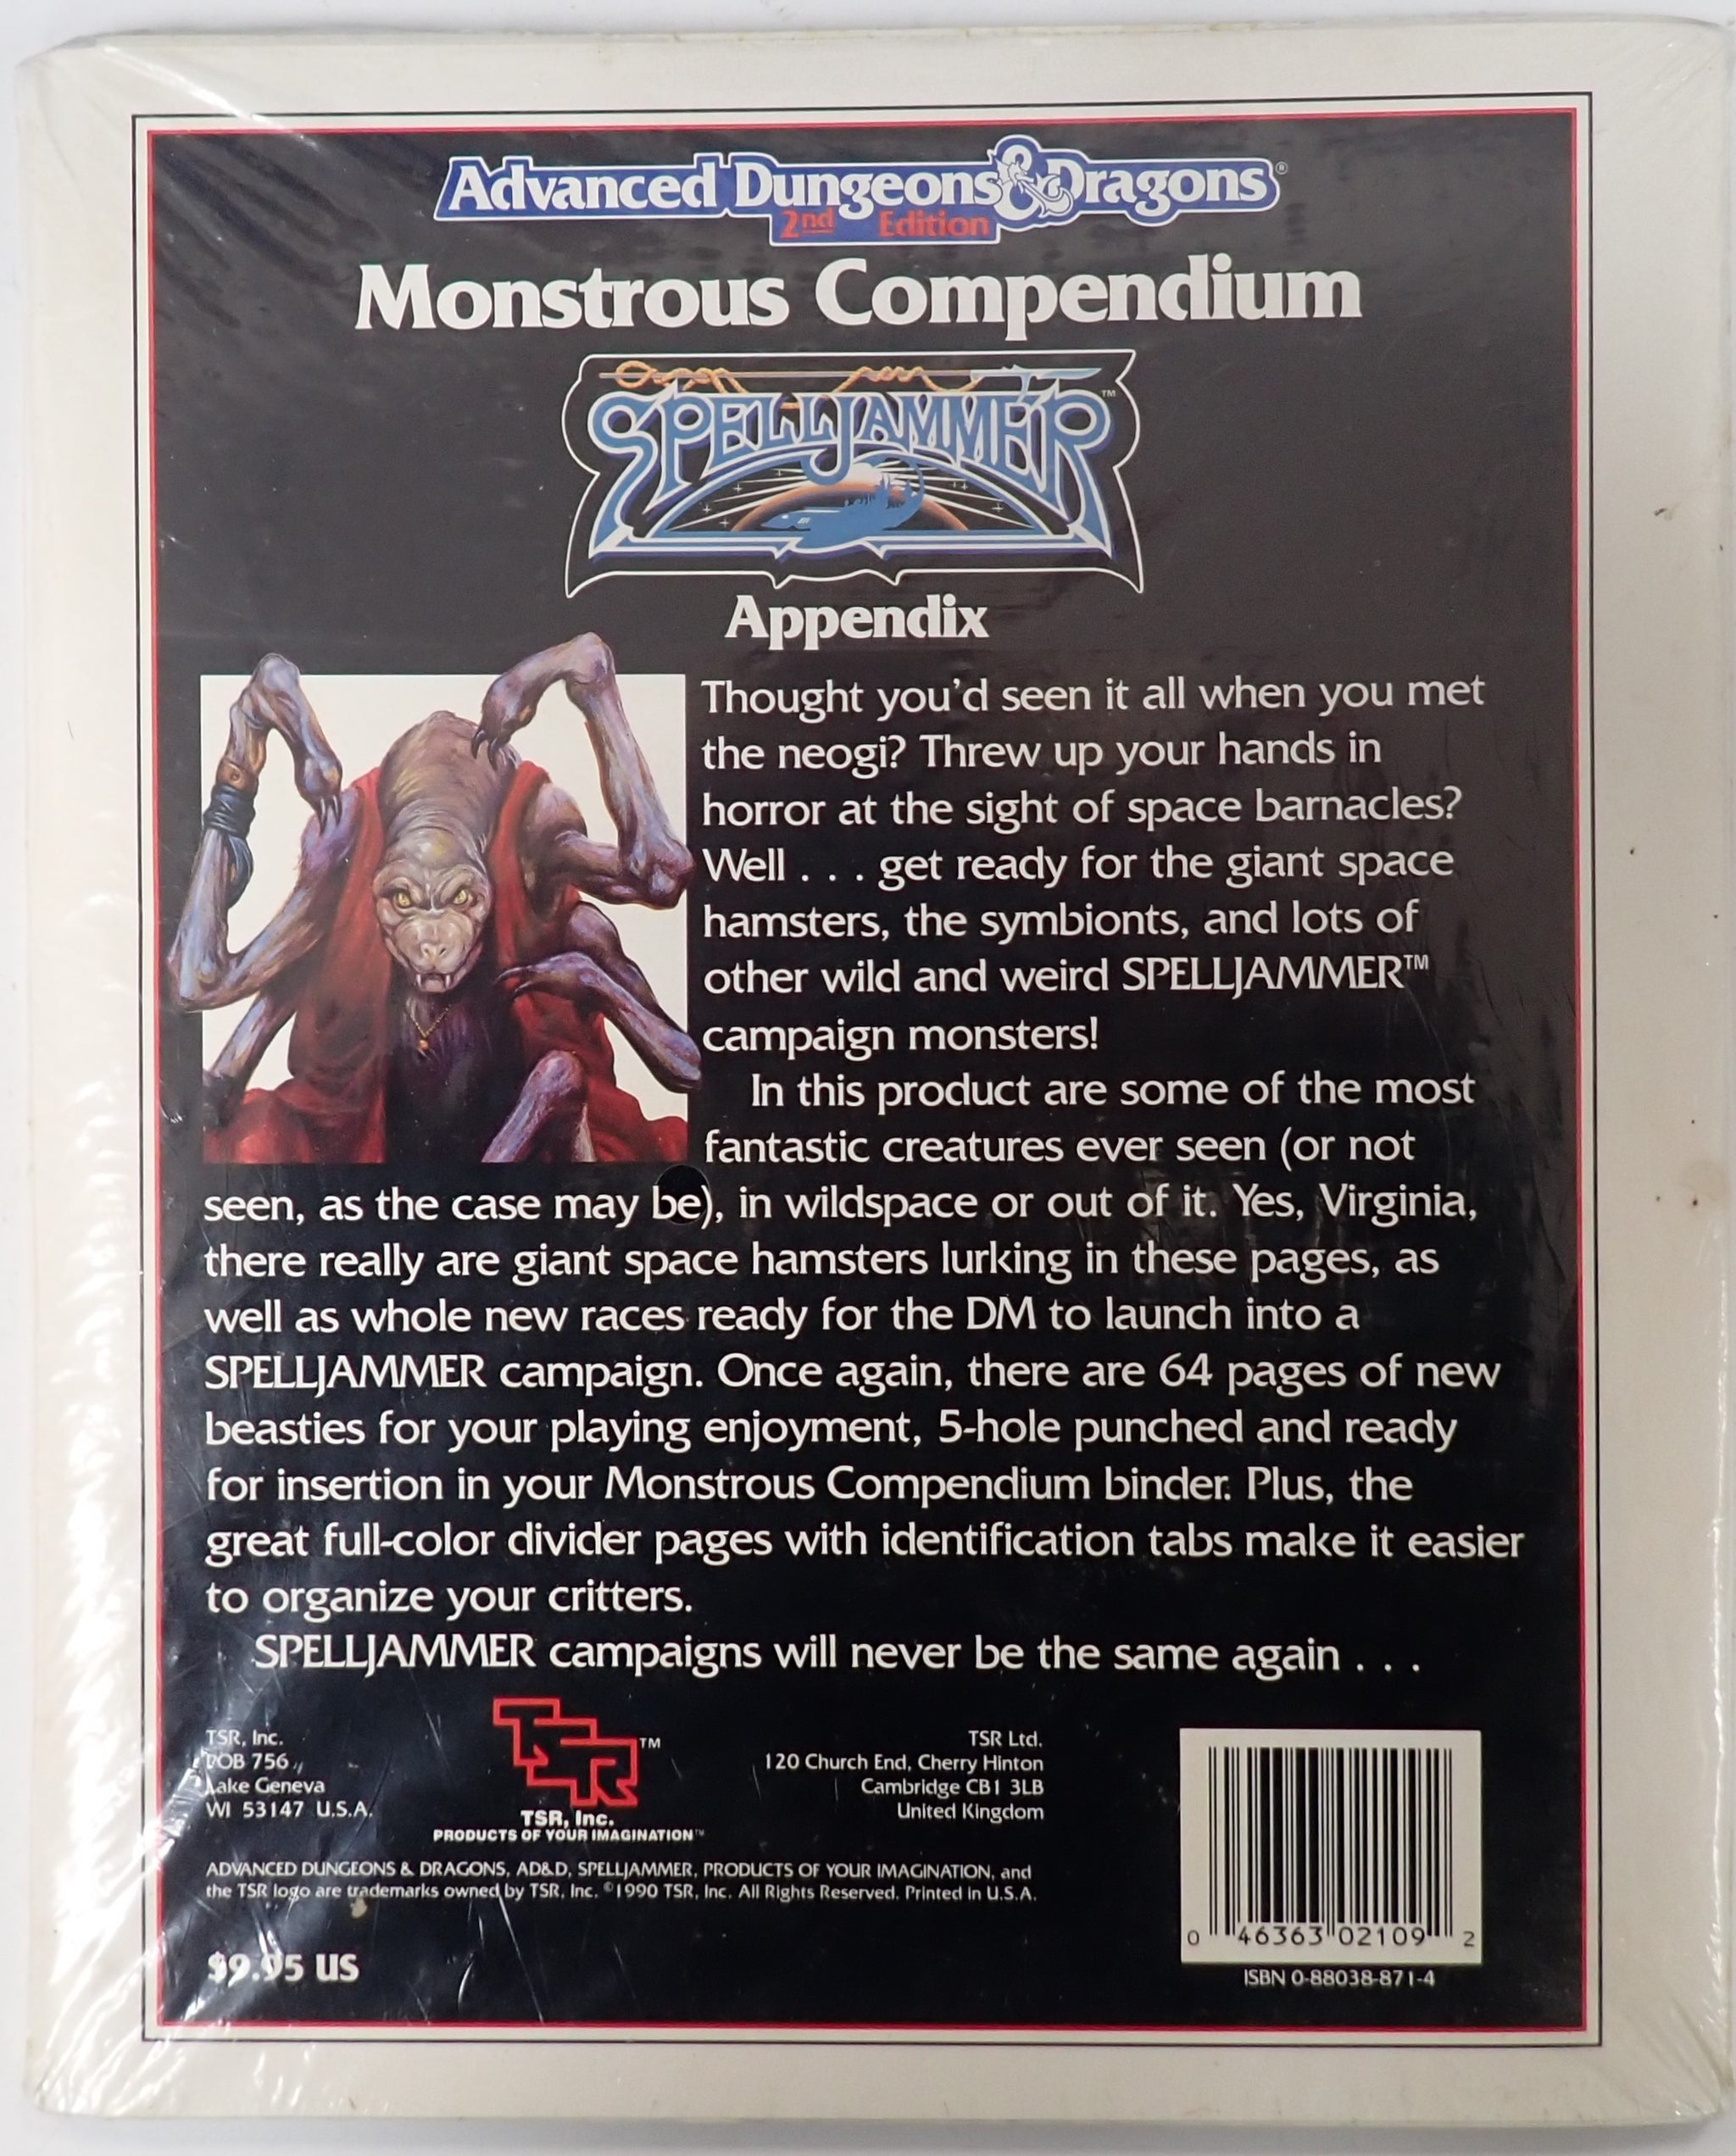 Advanced Dungeons & Dragons®
2nd Edition
Monstrous Compendium
SPELLJAMMER™
Appendix
Thought you'd seen it all when you met
the neogi? Threw up your hands in
horror at the sight of space barnacles?
Well . . . get ready for the giant space
hamsters, the symbionts, and lots of
other wild and weird SPELLJAMMER™
campaign monsters!
In this product are some of the most
fantastic creatures ever seen (or not
seen, as the case may be), in wildspace or out of it. Yes, Virginia,
there really are giant space hamsters lurking in these pages, as
well as whole new races ready for the DM to launch into a
SPELLJAMMER campaign. Once again, there are 64 pages of new
beasties for your playing enjoyment, 5-hole punched and ready
for insertion in your Monstrous Compendium binder. Plus, the
great full-color divider pages with identification tabs make it easier
to organize your critters.
SPELLJAMMER campaigns will never be the same again . . .
TSR, Inc.
POB 756
Lake Geneva
WI 53147 U.S.A.
TSR™
TSR, Inc.
PRODUCTS OF YOUR IMAGINATION™
TSR Ltd.
120 Church End, Cherry Hinton
Cambridge CB1 3LB
United Kingdom
ADVANCED DUNGEONS & DRAGONS, AD&D, SPELLJAMMER, PRODUCTS OF YOUR IMAGINATION, and
the TSR logo are trademarks owned by TSR, Inc. ©1990 TSR, Inc. All Rights Reserved. Printed in U.S.A.
$9.95 US
0 46363 02109 2
ISBN 0-88038-871-4